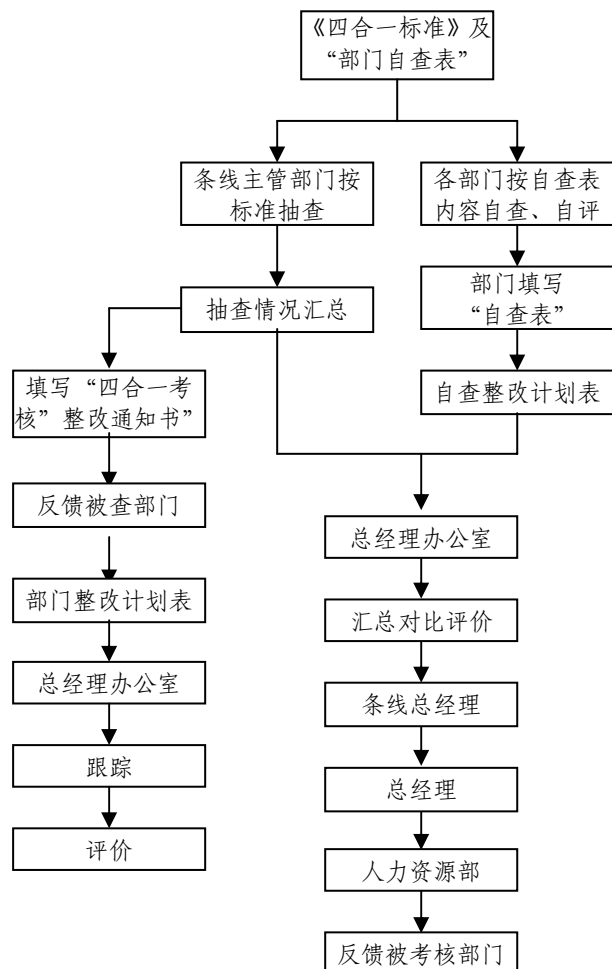 《四合一标准》及
“部门自查表”
条线主管部门按
标准抽查
各部门按自查表
内容自查、自评
抽查情况汇总
部门填写
“自查表”
填写“四合一考
核”整改通知书”
自查整改计划表
反馈被查部门
总经理办公室
部门整改计划表
汇总对比评价
总经理办公室
条线总经理
跟踪
总经理
评价
人力资源部
反馈被考核部门